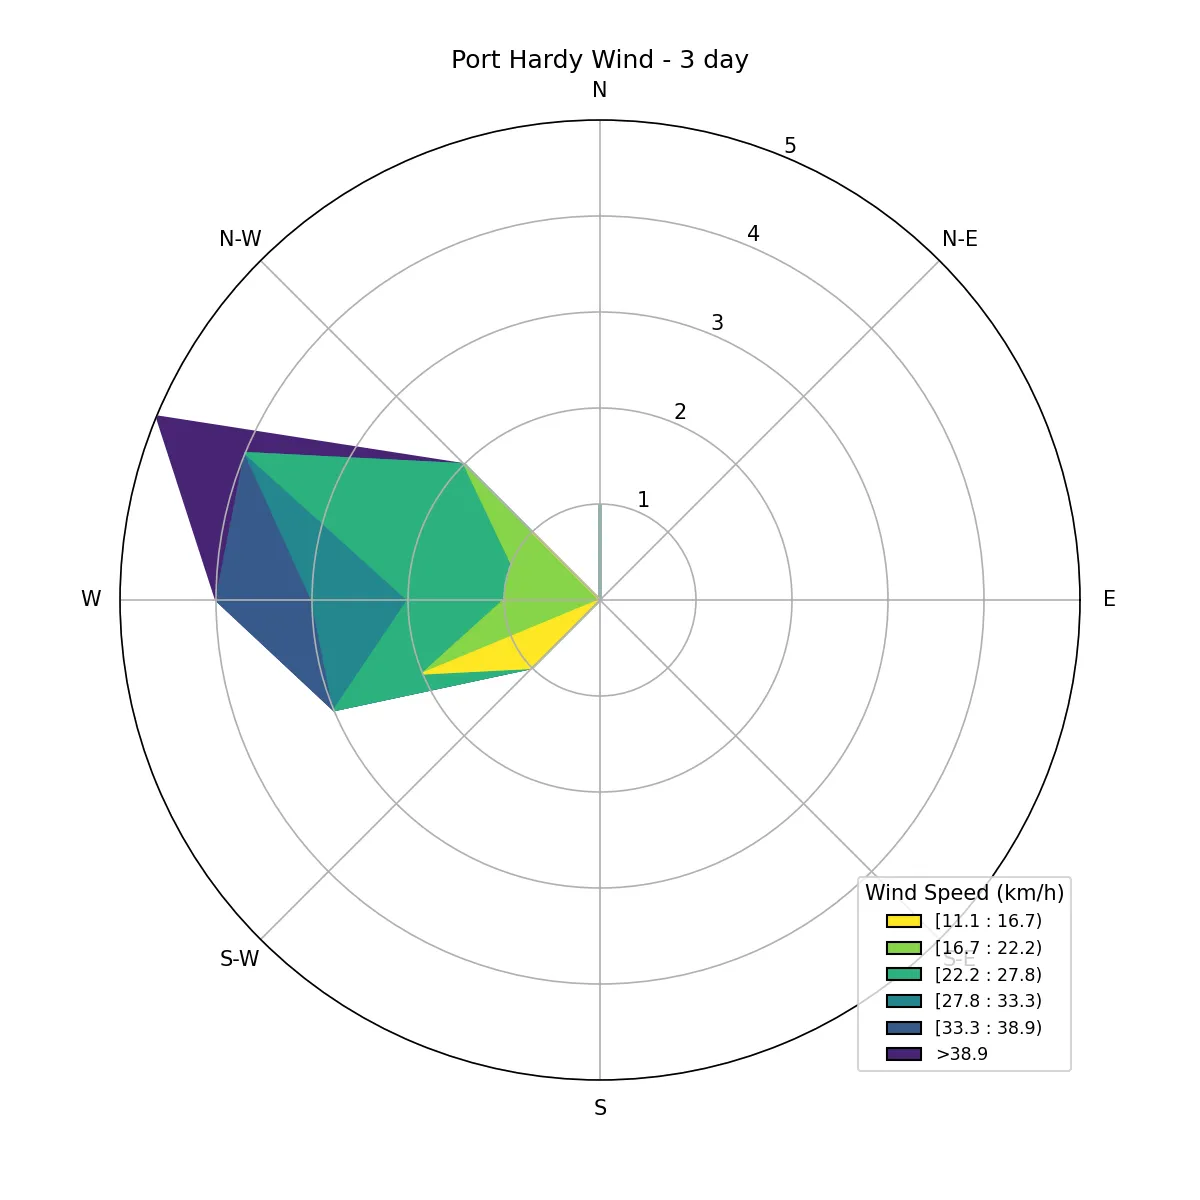 Port Hardy Wind - 3 day
N
5
N-W
4
N-E
3
2
1
W
E
S-W
S-E
S
Wind Speed (km/h)
[11.1 : 16.7)
[16.7 : 22.2)
[22.2 : 27.8)
[27.8 : 33.3)
[33.3 : 38.9)
>38.9